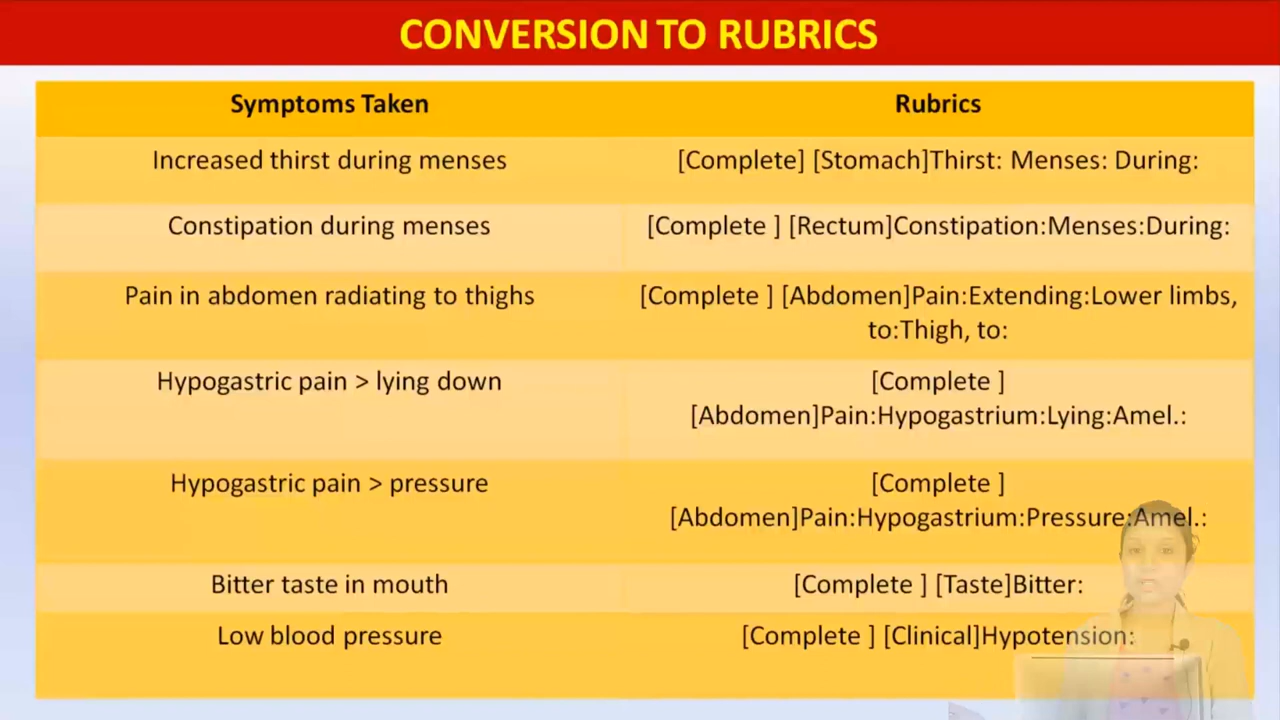 CONVERSION TO RUBRICS
Symptoms Taken
Rubrics
Increased thirst during menses
[Complete] [Stomach]Thirst: Menses: During:
Constipation during menses
[Complete ] [Rectum]Constipation:Menses:During:
Pain in abdomen radiating to thighs
[Complete ] [Abdomen]Pain:Extending:Lower limbs,
to:Thigh, to:
Hypogastric pain > lying down
[Complete ]
[Abdomen]Pain:Hypogastrium:Lying:Amel.:
Hypogastric pain > pressure
[Complete ]
[Abdomen]Pain:Hypogastrium:Pressure:Amel.:
Bitter taste in mouth
[Complete ] [Taste]Bitter:
Low blood pressure
[Complete ] [Clinical]Hypotension: